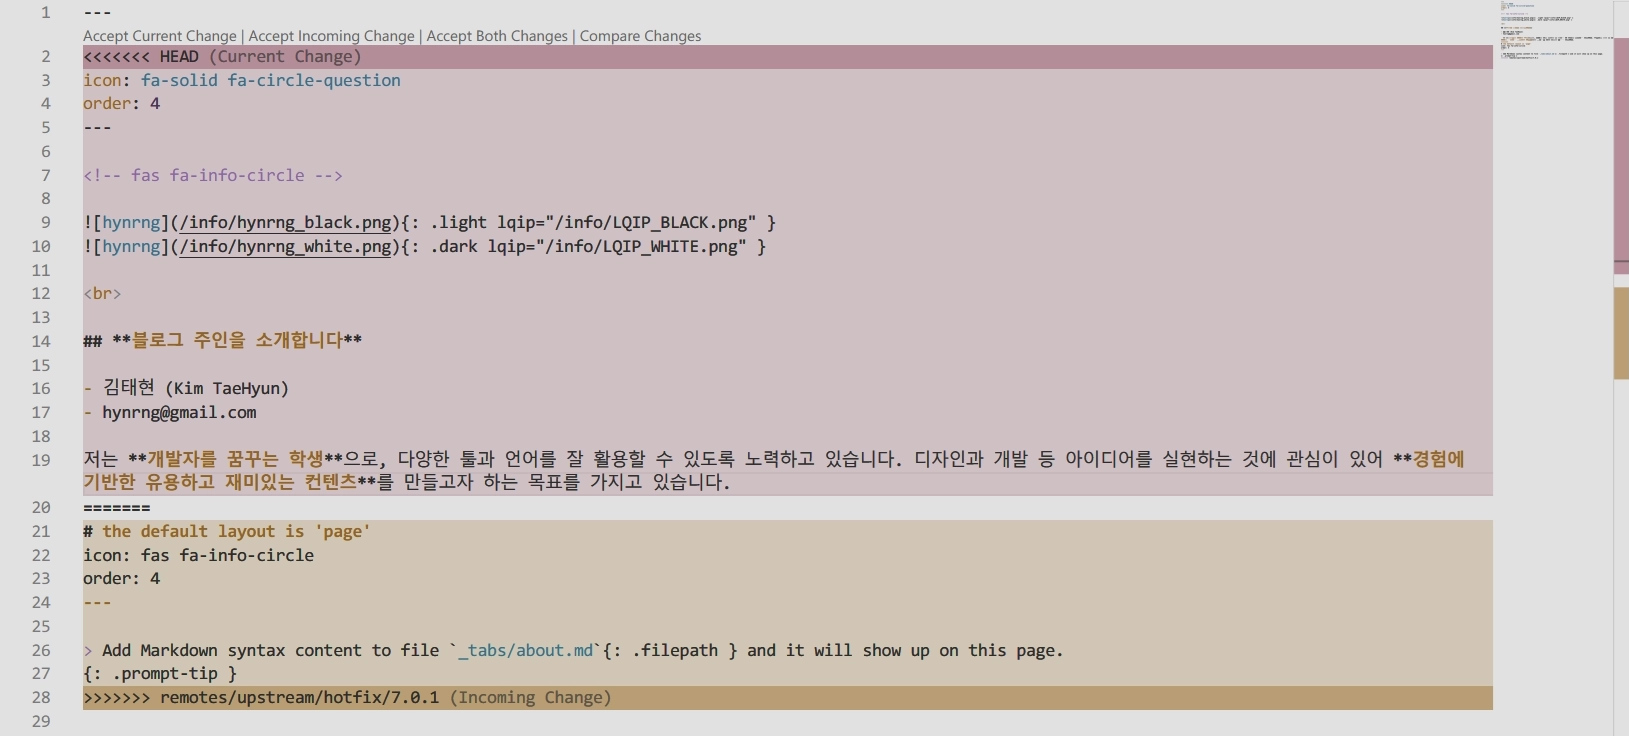 1 ---
Accept Current Change | Accept Incoming Change | Accept Both Changes | Compare Changes
2 <<<<<<< HEAD (Current Change)
3 icon: fa-solid fa-circle-question
4 order: 4
5 ---
6
7 <!-- fas fa-info-circle -->
8
9 ![hynrng](/info/hynrng_black.png){: .light lqip="/info/LQIP_BLACK.png" }
10 ![hynrng](/info/hynrng_white.png){: .dark lqip="/info/LQIP_WHITE.png" }
11
12 <br>
13
14 ## **블로그 주인을 소개합니다**
15
16 - 김태현 (Kim TaeHyun)
17 - hynrng@gmail.com
18
19 저는 **개발자를 꿈꾸는 학생**으로, 다양한 툴과 언어를 잘 활용할 수 있도록 노력하고 있습니다. 디자인과 개발 등 아이디어를 실현하는 것에 관심이 있어 **경험에
기반한 유용하고 재미있는 컨텐츠**를 만들고자 하는 목표를 가지고 있습니다.
20 =======
21 # the default layout is 'page'
22 icon: fas fa-info-circle
23 order: 4
24 ---
25
26 > Add Markdown syntax content to file `_tabs/about.md`{: .filepath } and it will show up on this page.
27 {: .prompt-tip }
28 >>>>>>> remotes/upstream/hotfix/7.0.1 (Incoming Change)
29